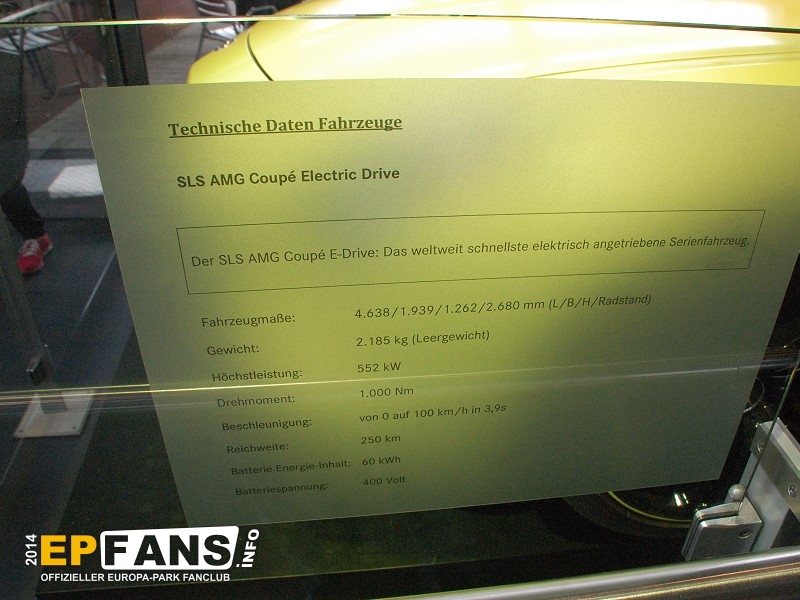 Technische Daten Fahrzeuge
SLS AMG Coupé Electric Drive
Der SLS AMG Coupé E-Drive: Das weltweit schnellste elektrisch angetriebene Serienfahrzeug.
Fahrzeugmaße: 4.638/1.939/1.262/2.680 mm (L/B/H/Radstand)
Gewicht: 2.185 kg (Leergewicht)
Höchstleistung: 552 kW
Drehmoment: 1.000 Nm
Beschleunigung: von 0 auf 100 km/h in 3,9s
Reichweite: 250 km
Batterie Energie-Inhalt: 60 kWh
Batteriespannung: 400 Volt
2014 EPFANS.INFO
OFFIZIELLER EUROPA-PARK FANCLUB